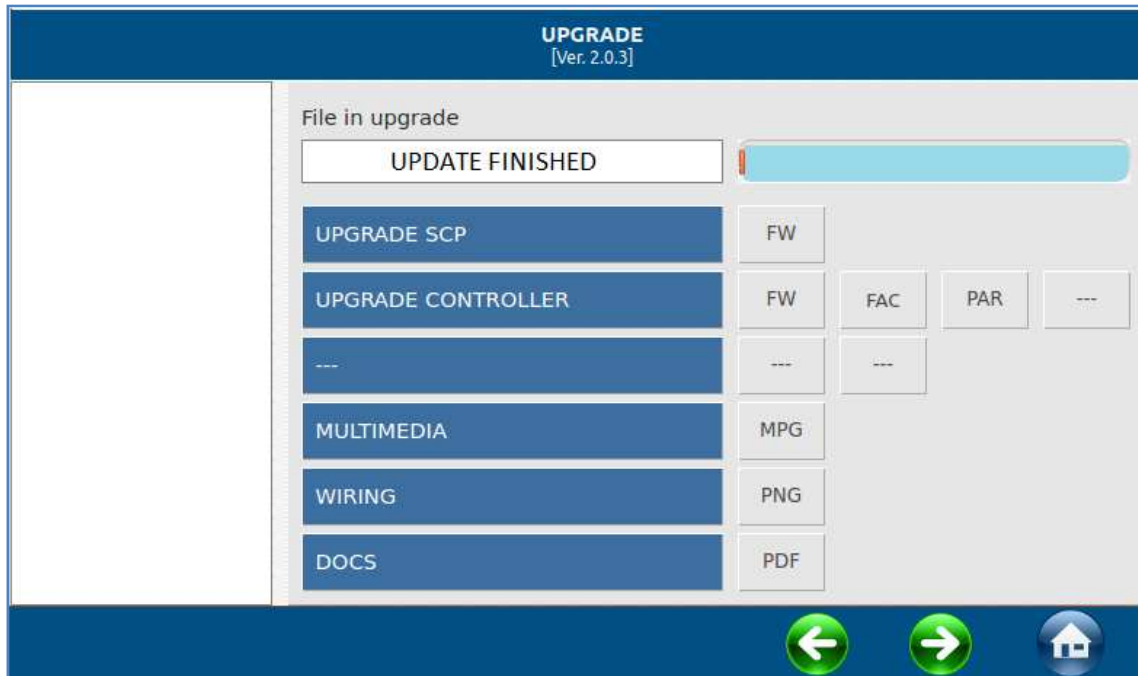 UPGRADE
[Ver. 2.0.3]
File in upgrade
UPDATE FINISHED
UPGRADE SCP FW
UPGRADE CONTROLLER FW FAC PAR ---
--- --- ---
MULTIMEDIA MPG
WIRING PNG
DOCS PDF